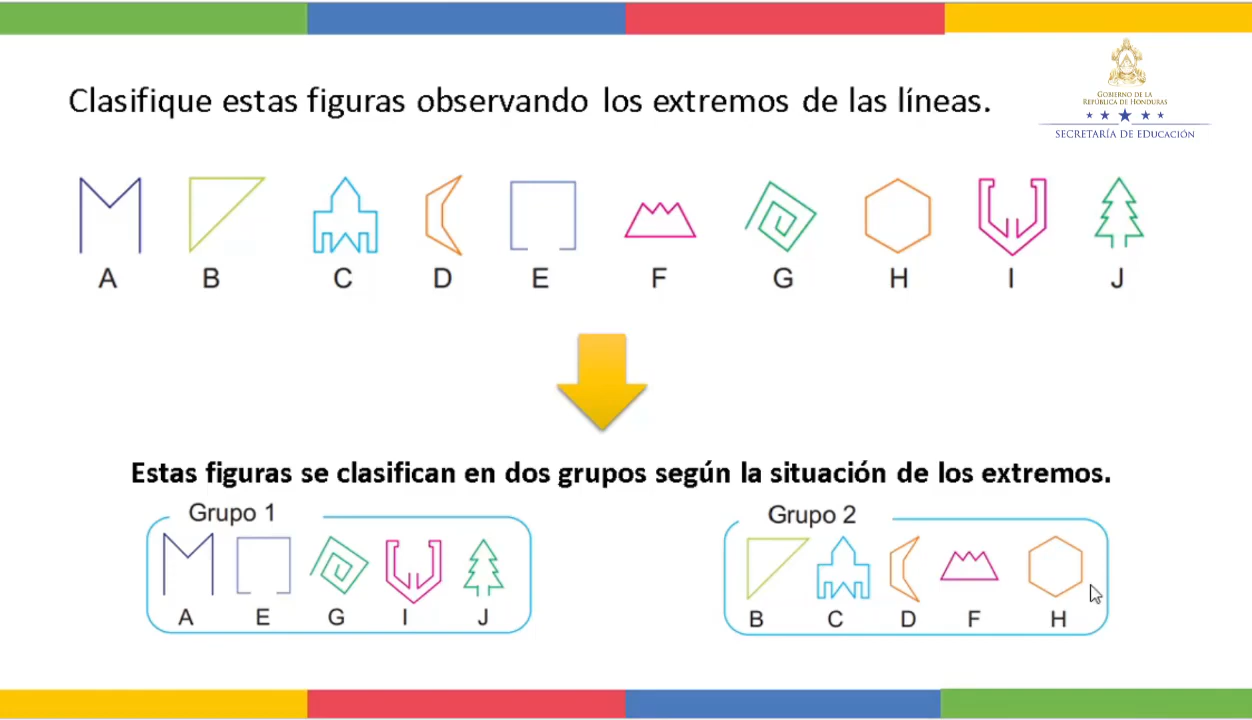 Clasifique estas figuras observando los extremos de las líneas.
GOBIERNO DE LA
REPÚBLICA DE HONDURAS
SECRETARÍA DE EDUCACIÓN
A B C D E F G H I J
Estas figuras se clasifican en dos grupos según la situación de los extremos.
Grupo 1
A E G I J
Grupo 2
B C D F H